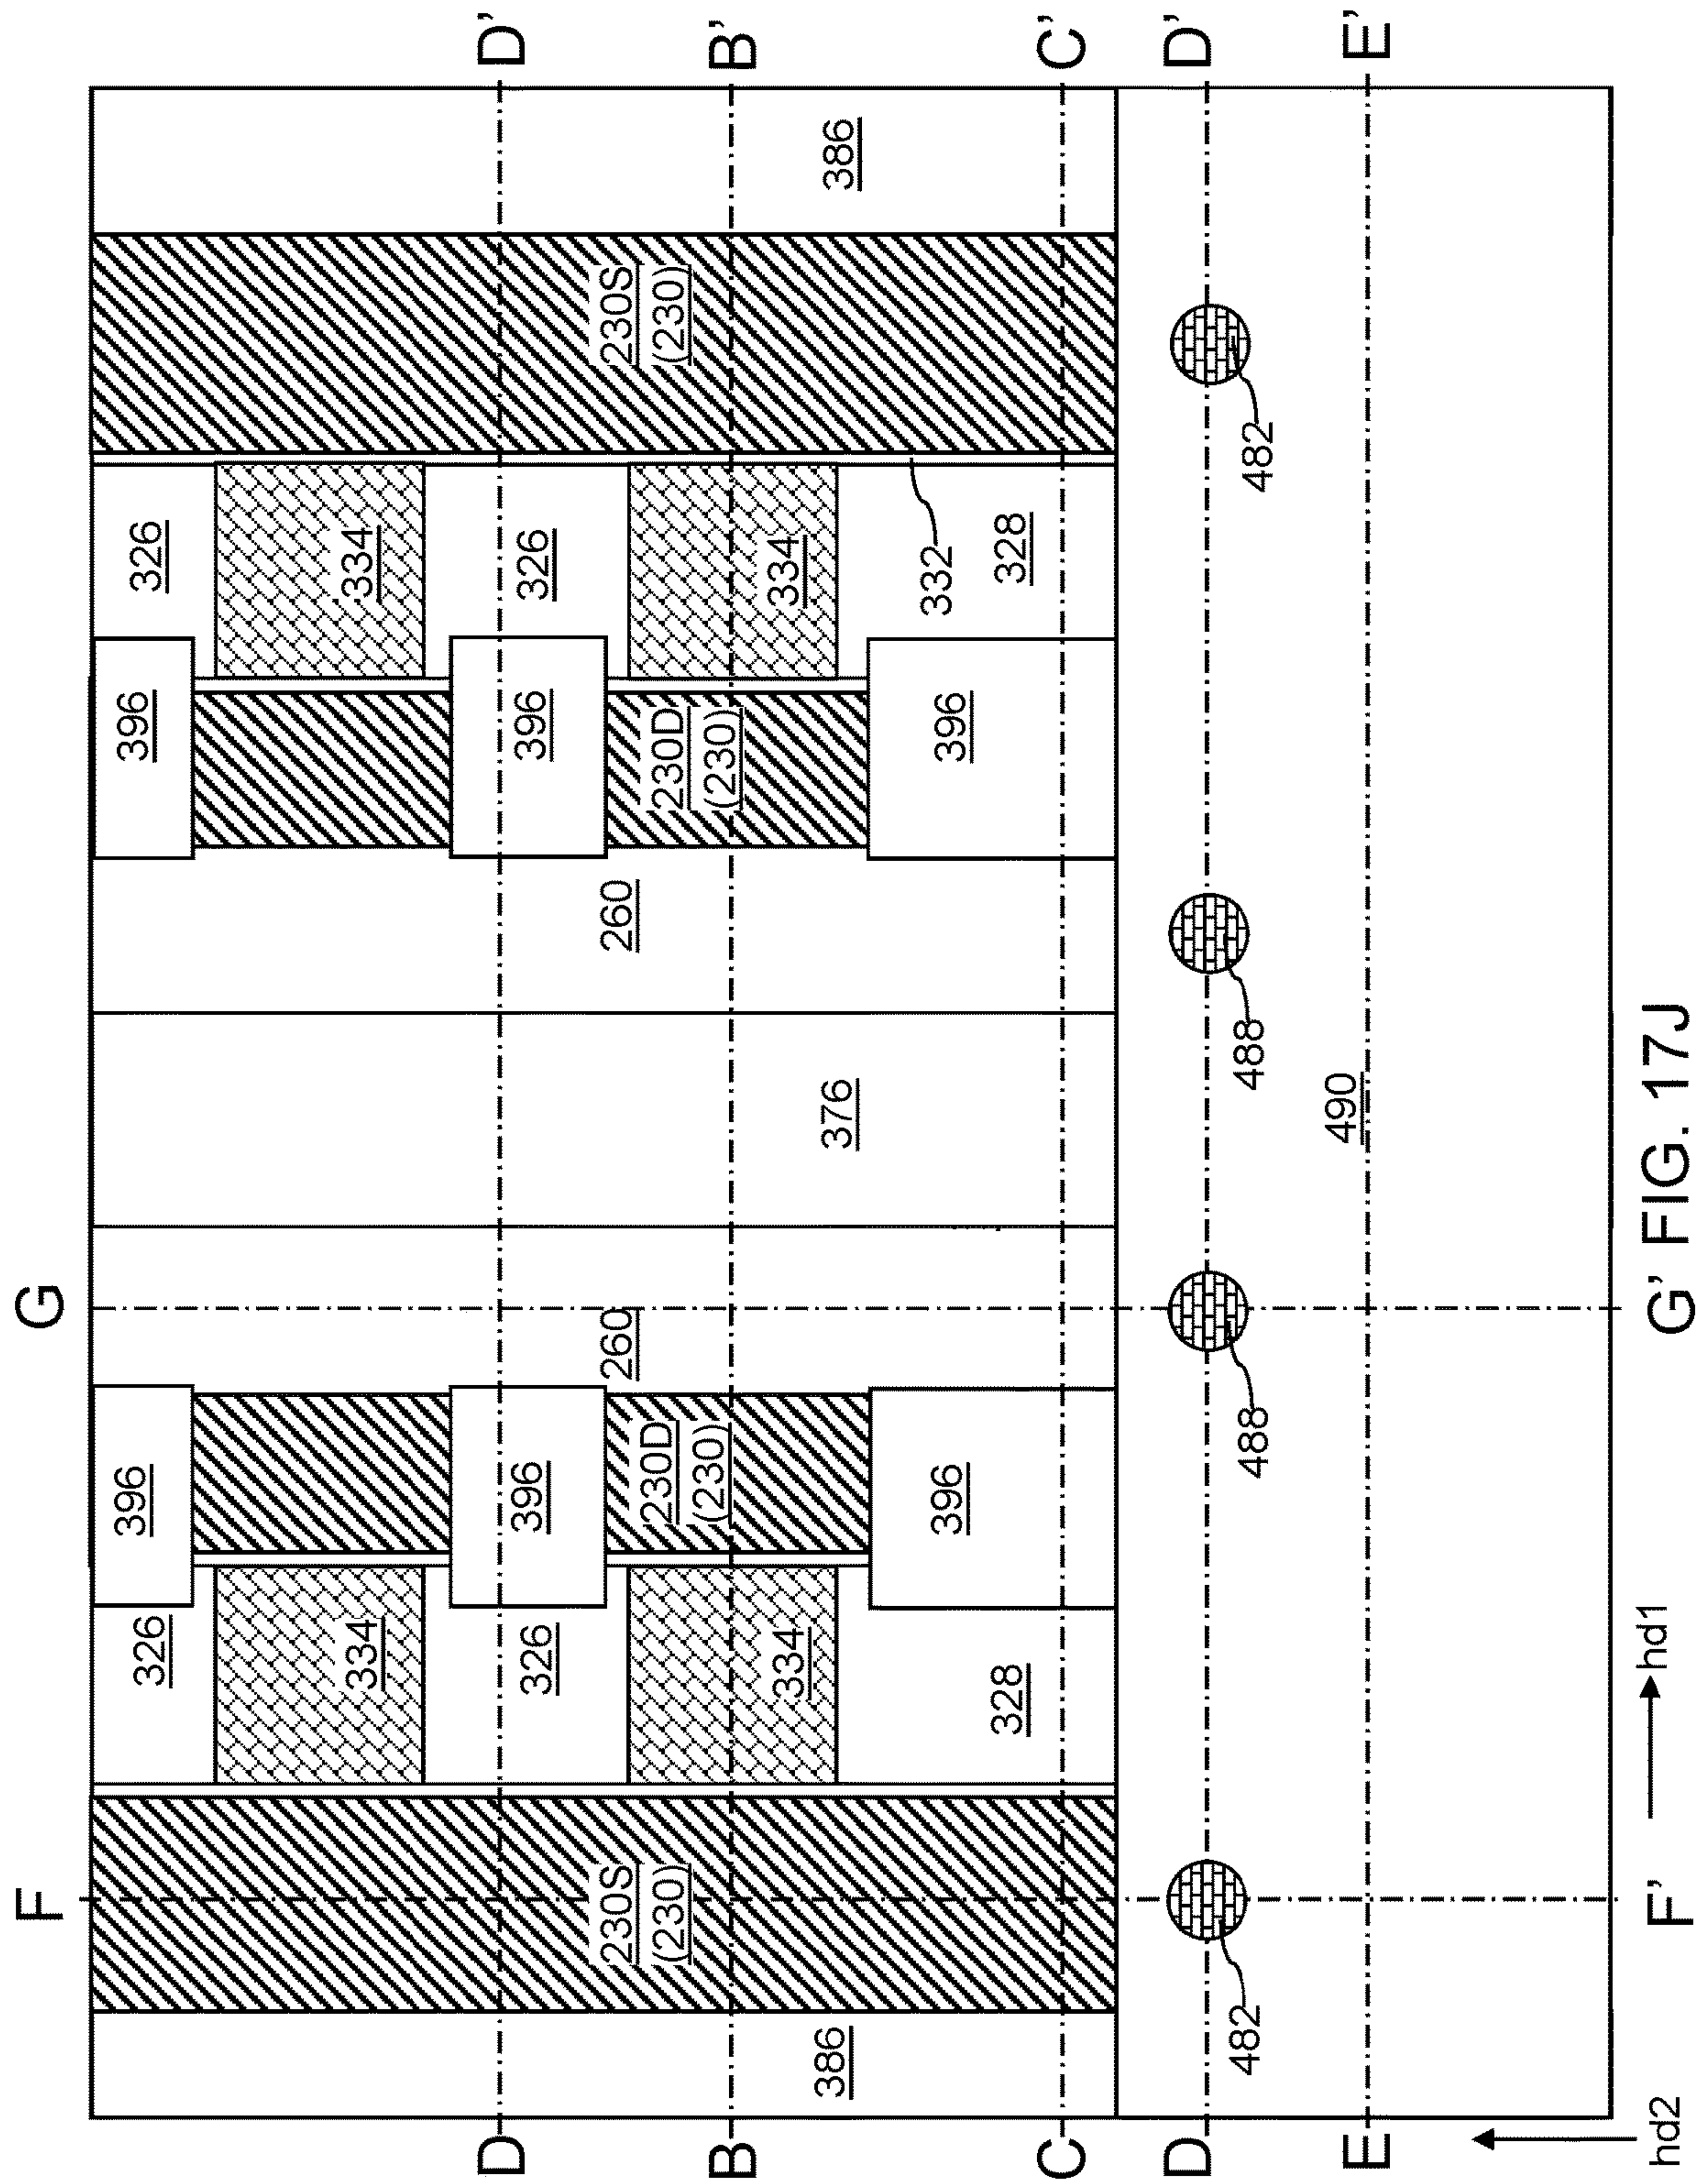 F
G
326
396
396
326
334
334
D
D'
326
396
396
326
230S
(230)
260
260
230S
(230)
230D
(230)
230D
(230)
B
B'
334
334
386
376
386
332
396
396
328
328
C
C'
D
D'
482
488
488
482
490
E
E'
hd2
F'
hd1
G'
FIG. 17J